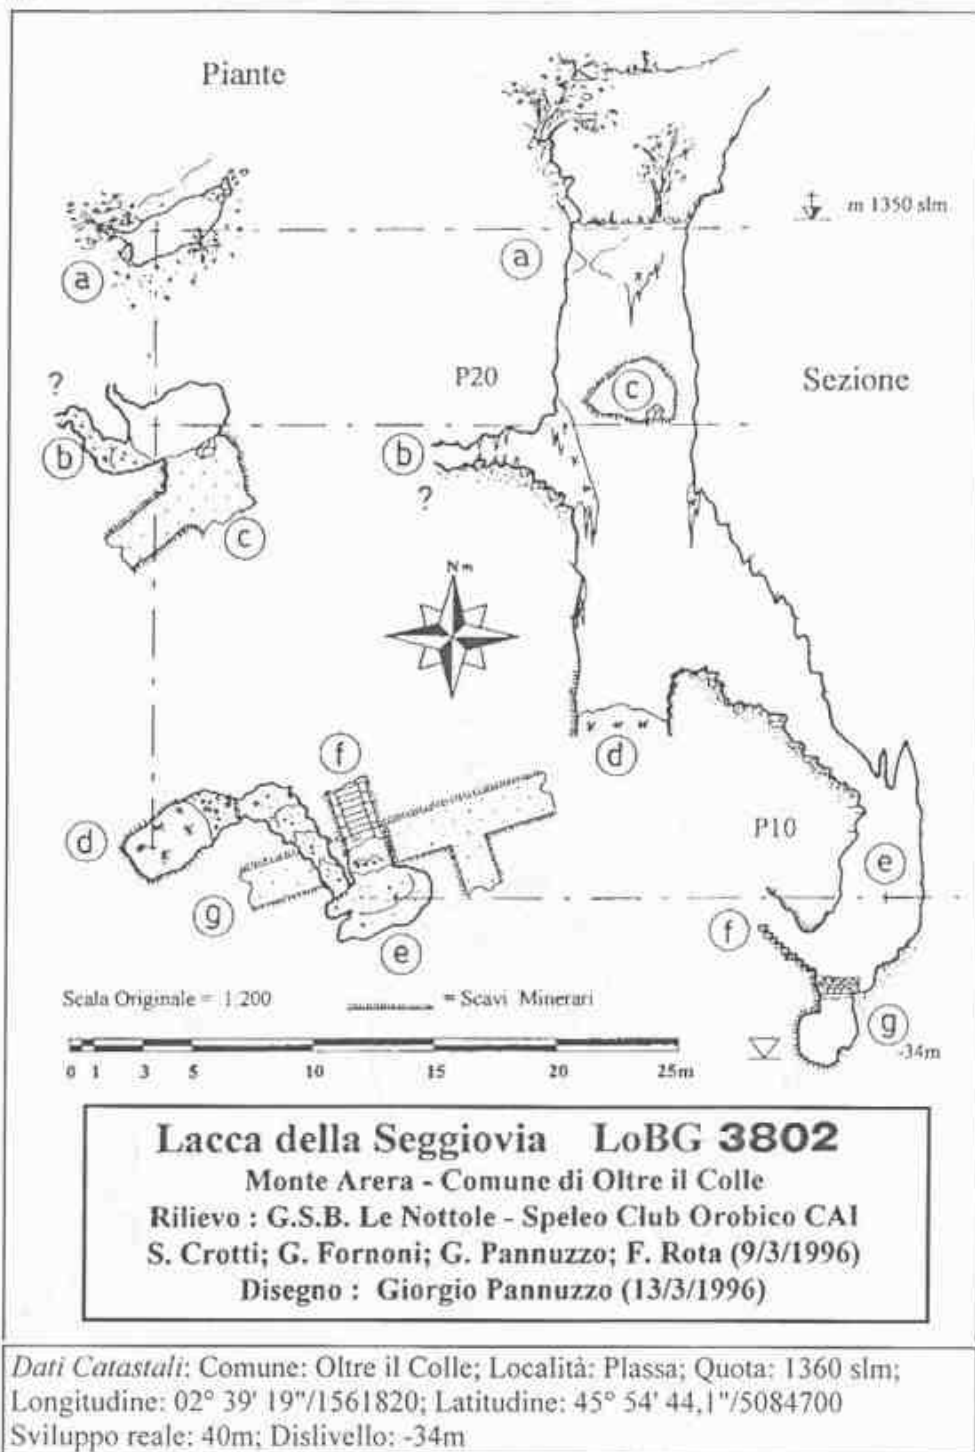 Piante
m 1350 slm
a
a
P20
c
Sezione
?
b
b
?
c
Nm
f
d
d
P10
e
g
f
e
g
Scala Originale = 1:200
= Scavi Minerari
-34m
0 1 3 5 10 15 20 25m
Lacca della Seggiovia LoBG 3802
Monte Arera - Comune di Oltre il Colle
Rilievo : G.S.B. Le Nottole - Speleo Club Orobico CAI
S. Crotti; G. Fornoni; G. Pannuzzo; F. Rota (9/3/1996)
Disegno : Giorgio Pannuzzo (13/3/1996)
Dati Catastali: Comune: Oltre il Colle; Località: Plassa; Quota: 1360 slm;
Longitudine: 02° 39' 19"/1561820; Latitudine: 45° 54' 44,1"/5084700
Sviluppo reale: 40m; Dislivello: -34m